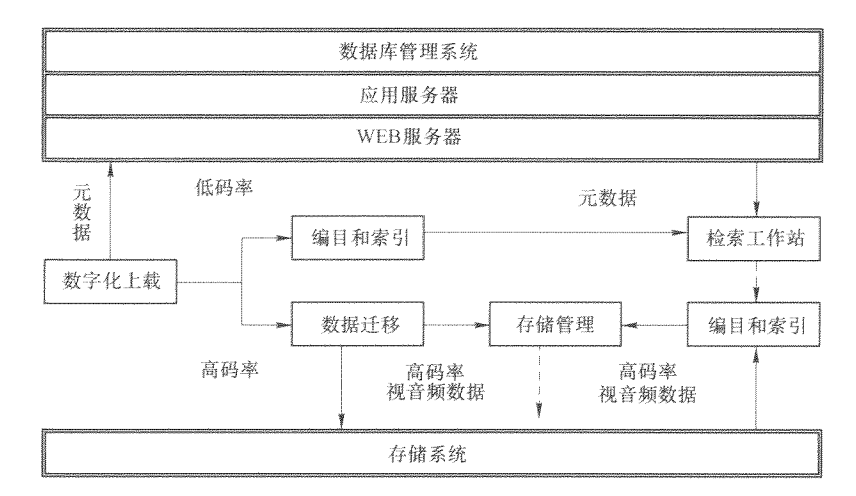 数据库管理系统
应用服务器
WEB服务器
元数据
低码率
元数据
编目和索引
检索工作站
数字化上载
数据迁移
存储管理
编目和索引
高码率
高码率
视音频数据
高码率
视音频数据
存储系统